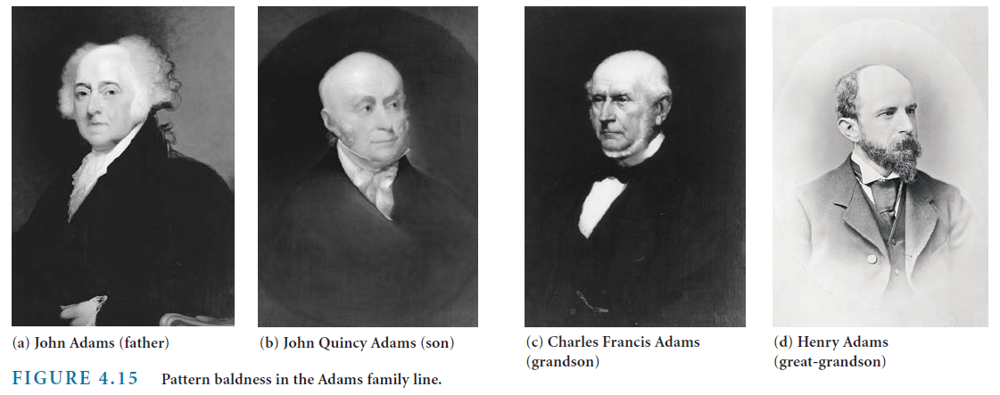 (a) John Adams (father)
(b) John Quincy Adams (son)
(c) Charles Francis Adams
(grandson)
(d) Henry Adams
(great-grandson)
FIGURE 4.15 Pattern baldness in the Adams family line.